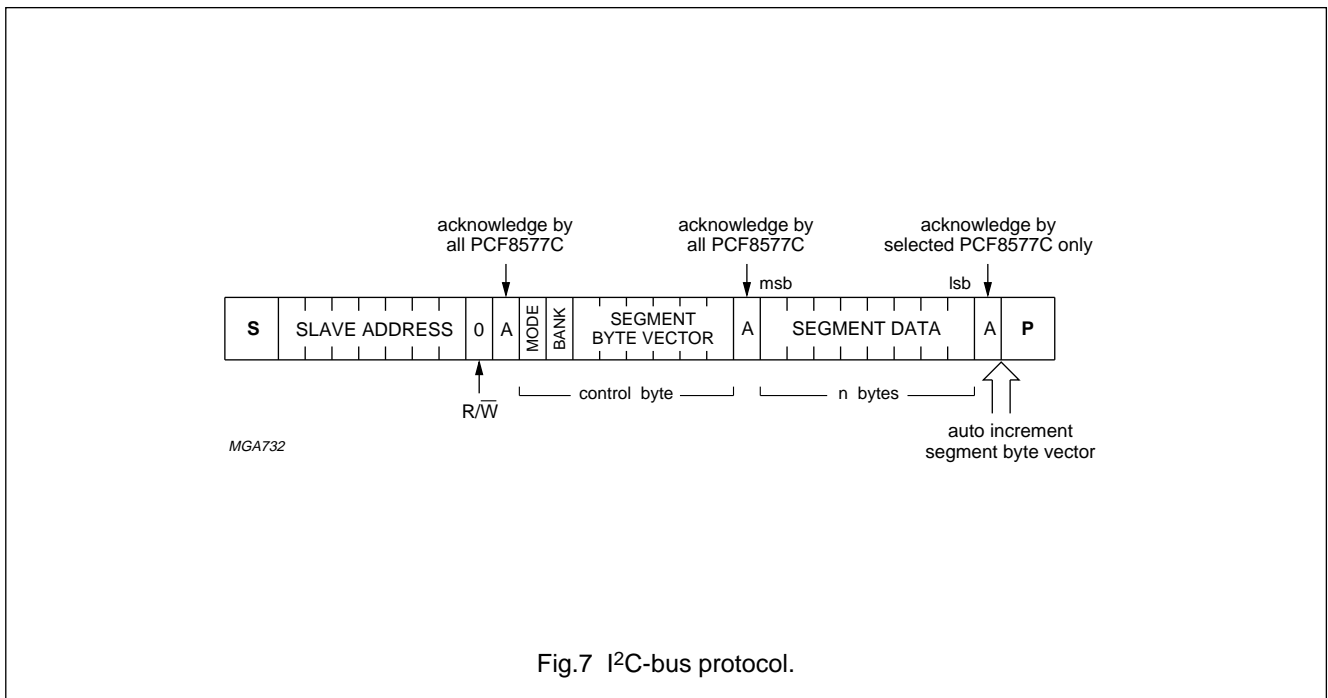 acknowledge by
all PCF8577C
acknowledge by
all PCF8577C
acknowledge by
selected PCF8577C only
msb
lsb
S
SLAVE ADDRESS
0
A
MODE
BANK
SEGMENT
BYTE VECTOR
A
SEGMENT DATA
A
P
R/W̅
control byte
n bytes
auto increment
segment byte vector
MGA732
Fig.7 I²C-bus protocol.